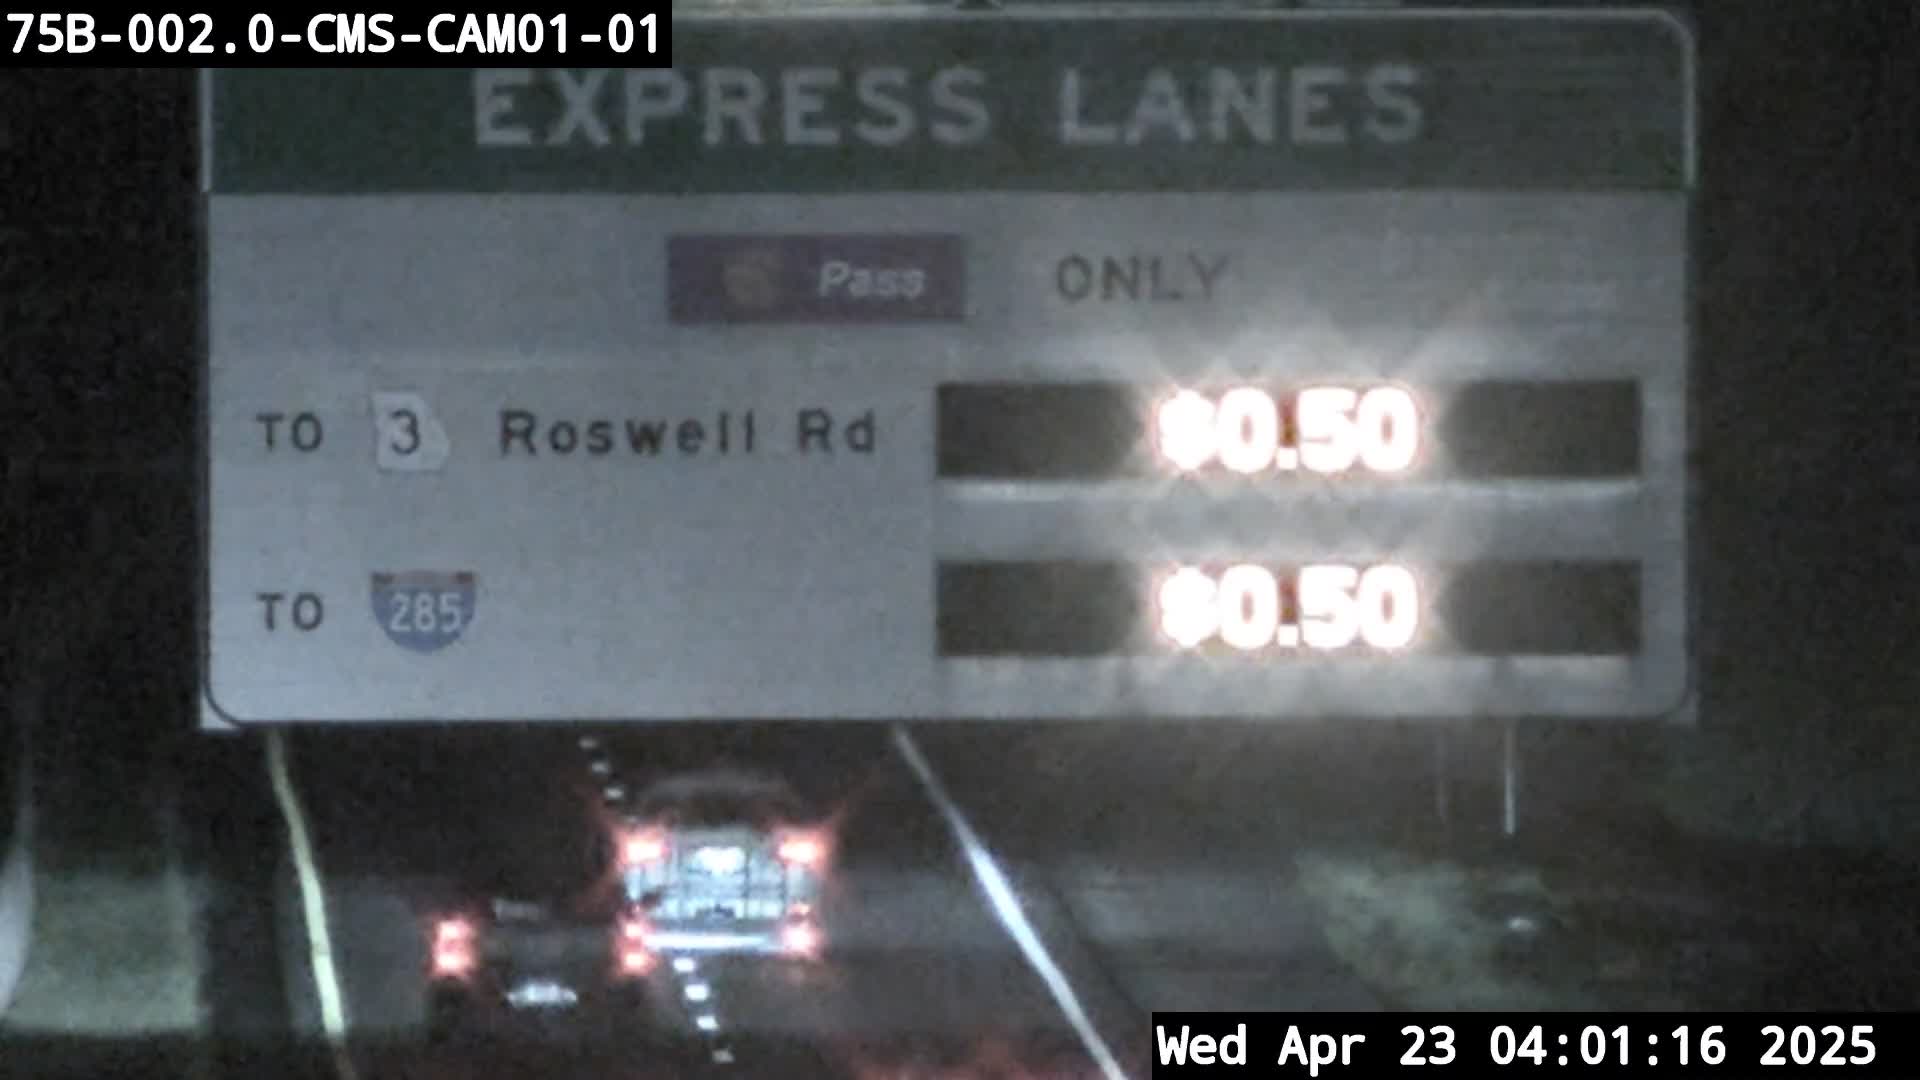 75B-002.0-CMS-CAM01-01
EXPRESS LANES
Pass ONLY
TO 3 Roswell Rd $0.50
TO 285 $0.50
Wed Apr 23 04:01:16 2025